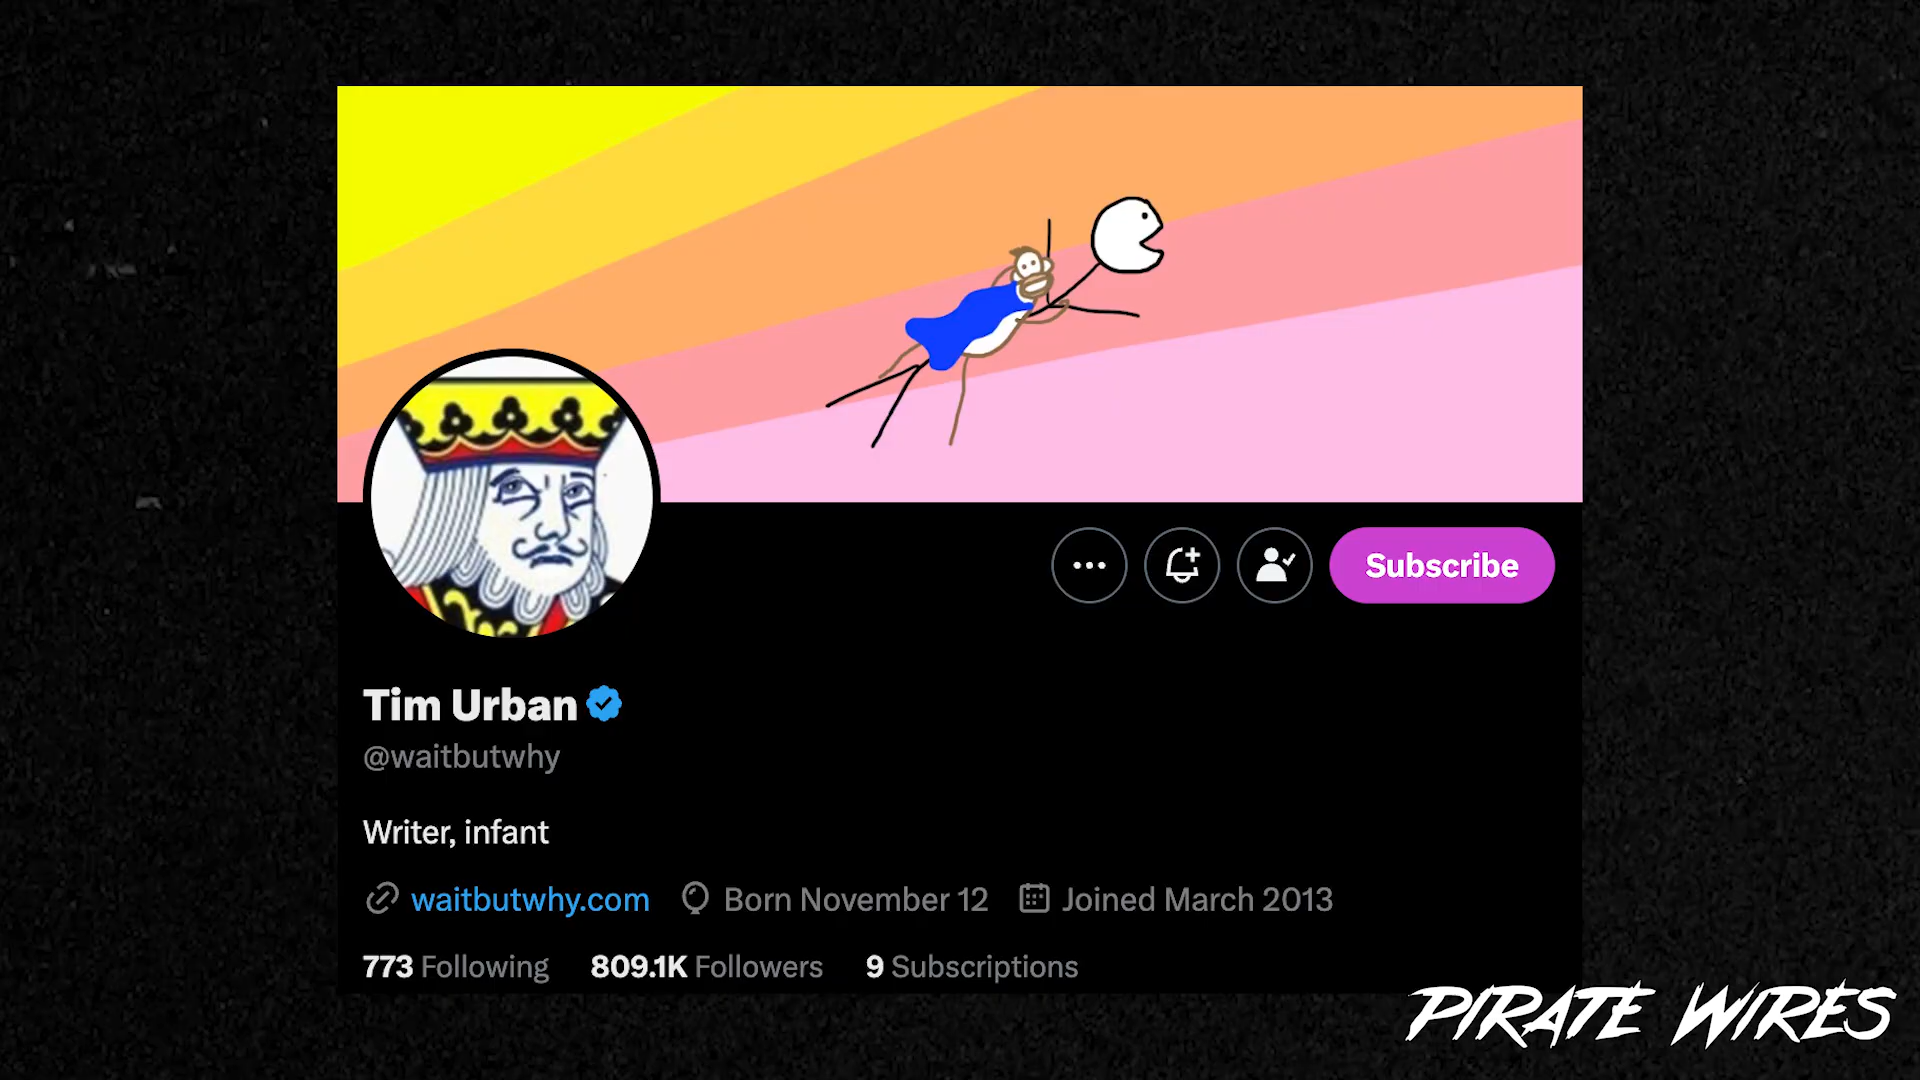 Subscribe
Tim Urban
@waitbutwhy
Writer, infant
waitbutwhy.com Born November 12 Joined March 2013
773 Following 809.1K Followers 9 Subscriptions
PIRATE WIRES